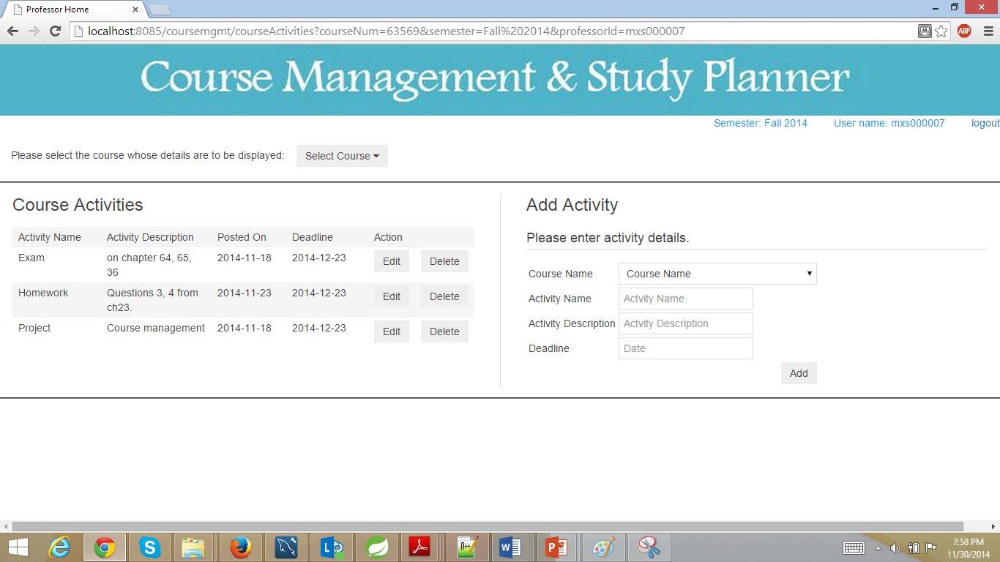 Professor Home
localhost:8085/coursemgmt/courseActivities?courseNum=63569&semester=Fall%202014&professorId=mxs000007
ABP
Course Management & Study Planner
Semester: Fall 2014 User name: mxs000007 logout
Please select the course whose details are to be displayed: Select Course
Course Activities
Activity Name Activity Description Posted On Deadline Action
Exam on chapter 64, 65, 2014-11-18 2014-12-23 Edit Delete
36
Homework Questions 3, 4 from 2014-11-23 2014-12-23 Edit Delete
ch23.
Project Course management 2014-11-18 2014-12-23 Edit Delete
Add Activity
Please enter activity details.
Course Name Course Name
Activity Name Actvity Name
Activity Description Actvity Description
Deadline Date
Add
7:58 PM
11/30/2014